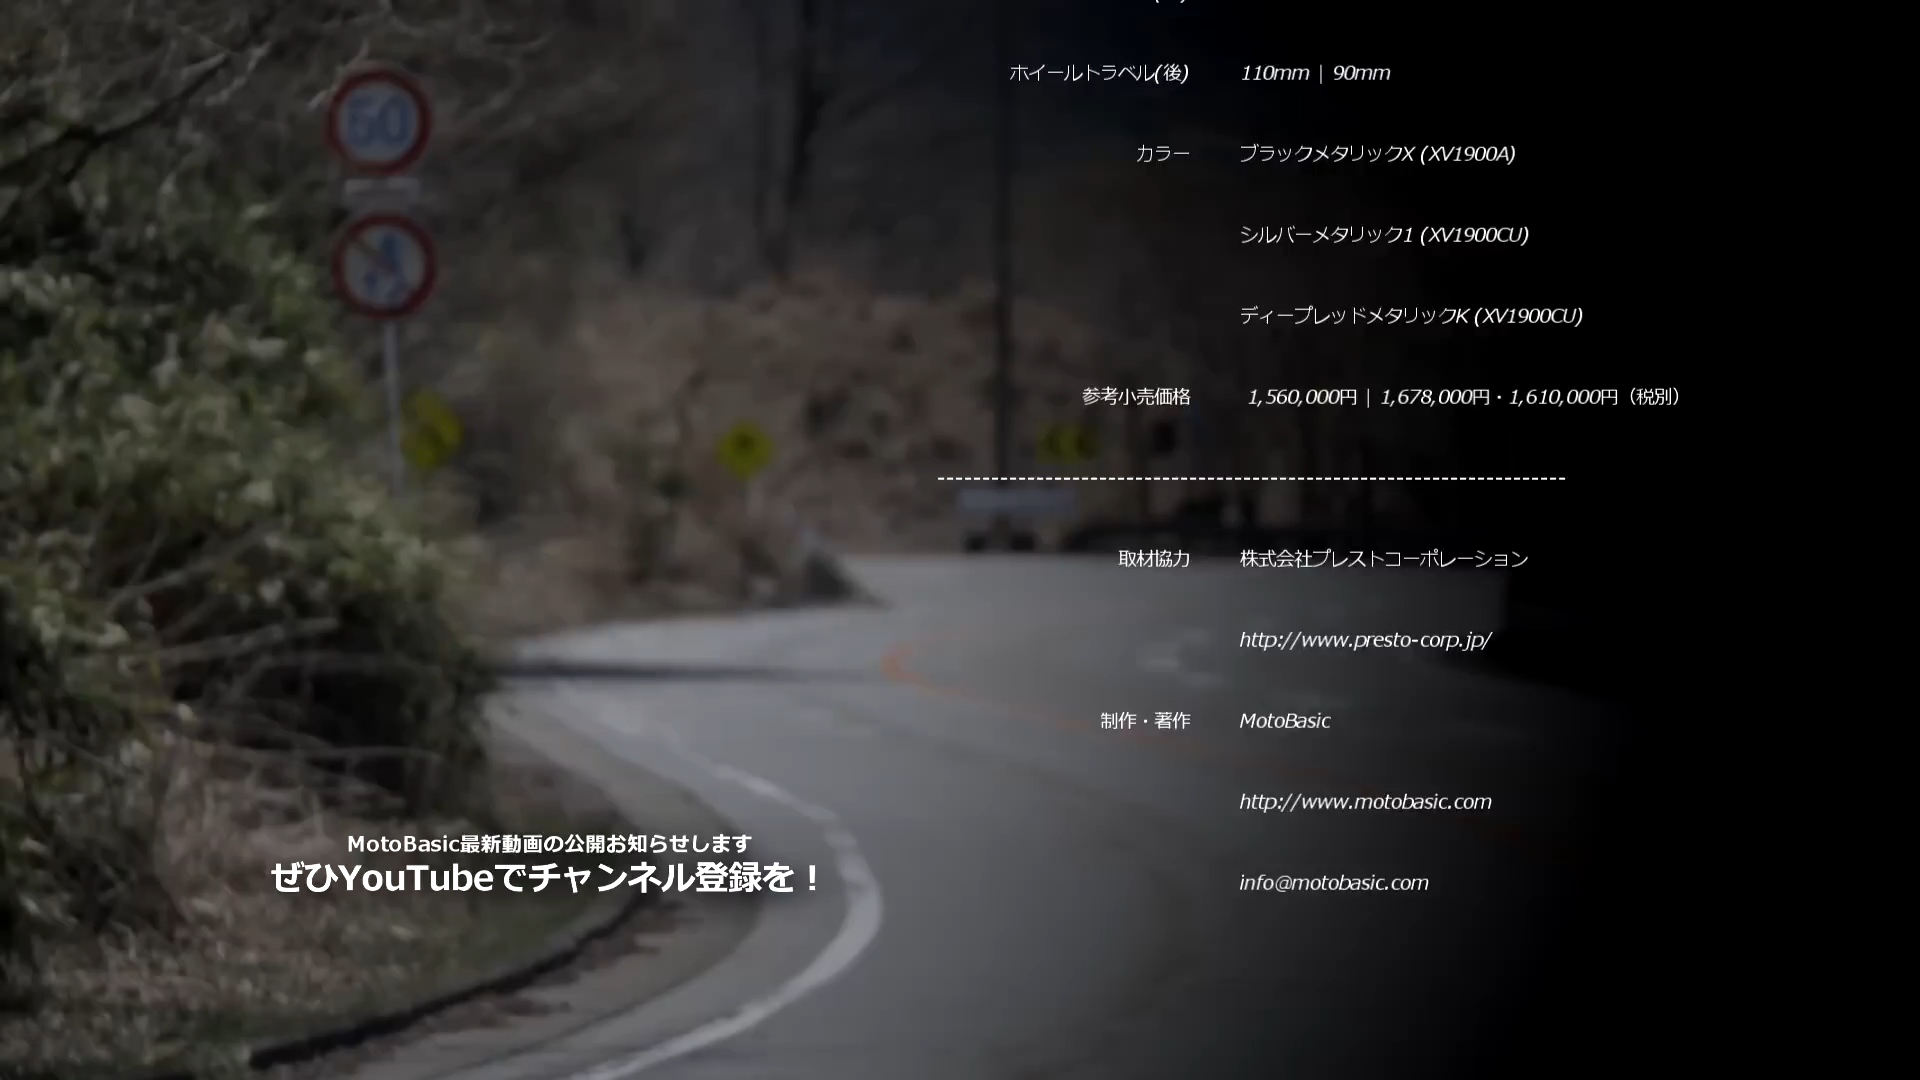 ホイールトラベル(後) 110mm | 90mm
カラー ブラックメタリックX (XV1900A)
シルバーメタリック1 (XV1900CU)
ディープレッドメタリックK (XV1900CU)
参考小売価格 1,560,000円 | 1,678,000円・1,610,000円（税別）
--------------------------------------------------------------------
取材協力 株式会社プレストコーポレーション
http://www.presto-corp.jp/
制作・著作 MotoBasic
http://www.motobasic.com
info@motobasic.com
MotoBasic最新動画の公開お知らせします
ぜひYouTubeでチャンネル登録を！